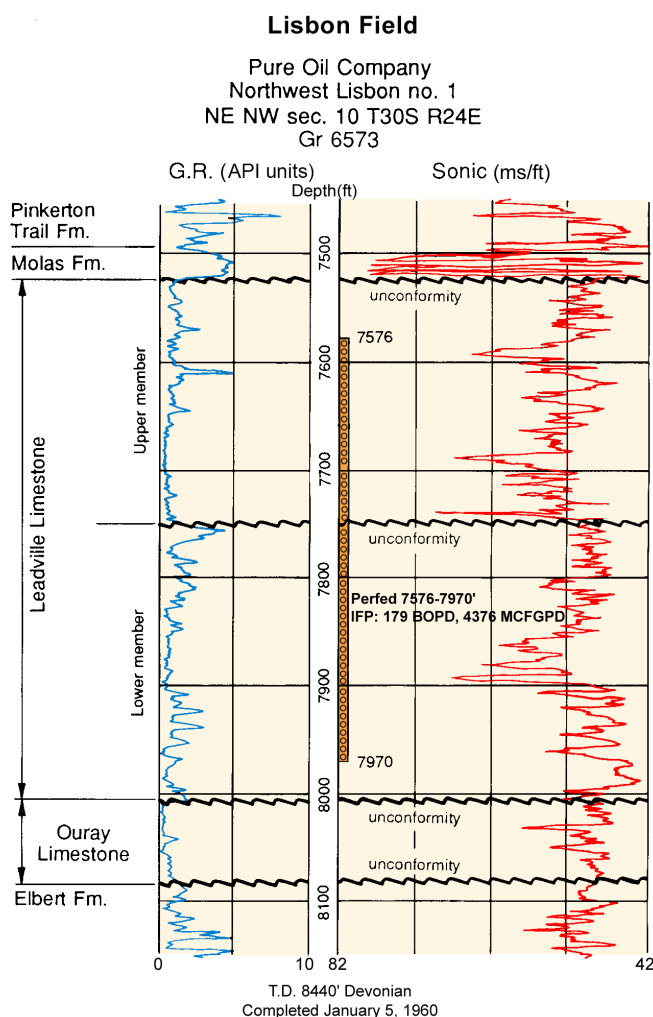 Lisbon Field
Pure Oil Company
Northwest Lisbon no. 1
NE NW sec. 10 T30S R24E
Gr 6573
G.R. (API units)
Sonic (ms/ft)
Depth(ft)
Pinkerton
Trail Fm.
7500
Molas Fm.
unconformity
7576
7600
Upper member
7700
Leadville Limestone
unconformity
7800
Perfed 7576-7970'
IFP: 179 BOPD, 4376 MCFGPD
Lower member
7900
7970
8000
unconformity
Ouray
Limestone
unconformity
Elbert Fm.
8100
0
10
82
42
T.D. 8440' Devonian
Completed January 5, 1960